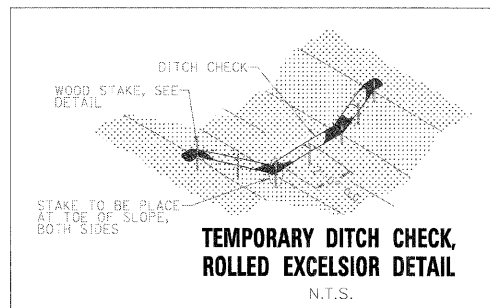 DITCH CHECK
WOOD STAKE, SEE
DETAIL
STAKE TO BE PLACE
AT TOE OF SLOPE,
BOTH SIDES
TEMPORARY DITCH CHECK,
ROLLED EXCELSIOR DETAIL
N.T.S.